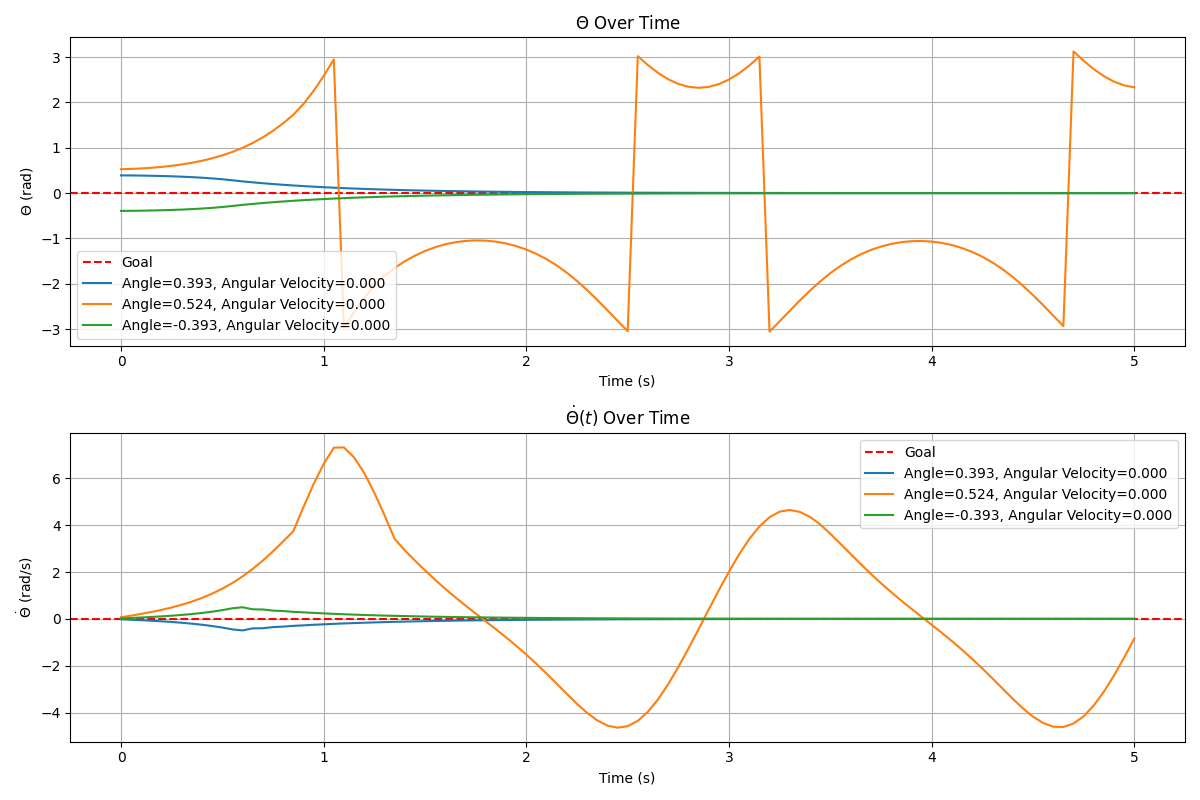 Θ Over Time
Θ (rad)
3
2
1
0
−1
−2
−3
Goal
Angle=0.393, Angular Velocity=0.000
Angle=0.524, Angular Velocity=0.000
Angle=-0.393, Angular Velocity=0.000
0 1 2 3 4 5
Time (s)
Θ̇(t) Over Time
Θ̇ (rad/s)
6
4
2
0
−2
−4
Goal
Angle=0.393, Angular Velocity=0.000
Angle=0.524, Angular Velocity=0.000
Angle=-0.393, Angular Velocity=0.000
0 1 2 3 4 5
Time (s)